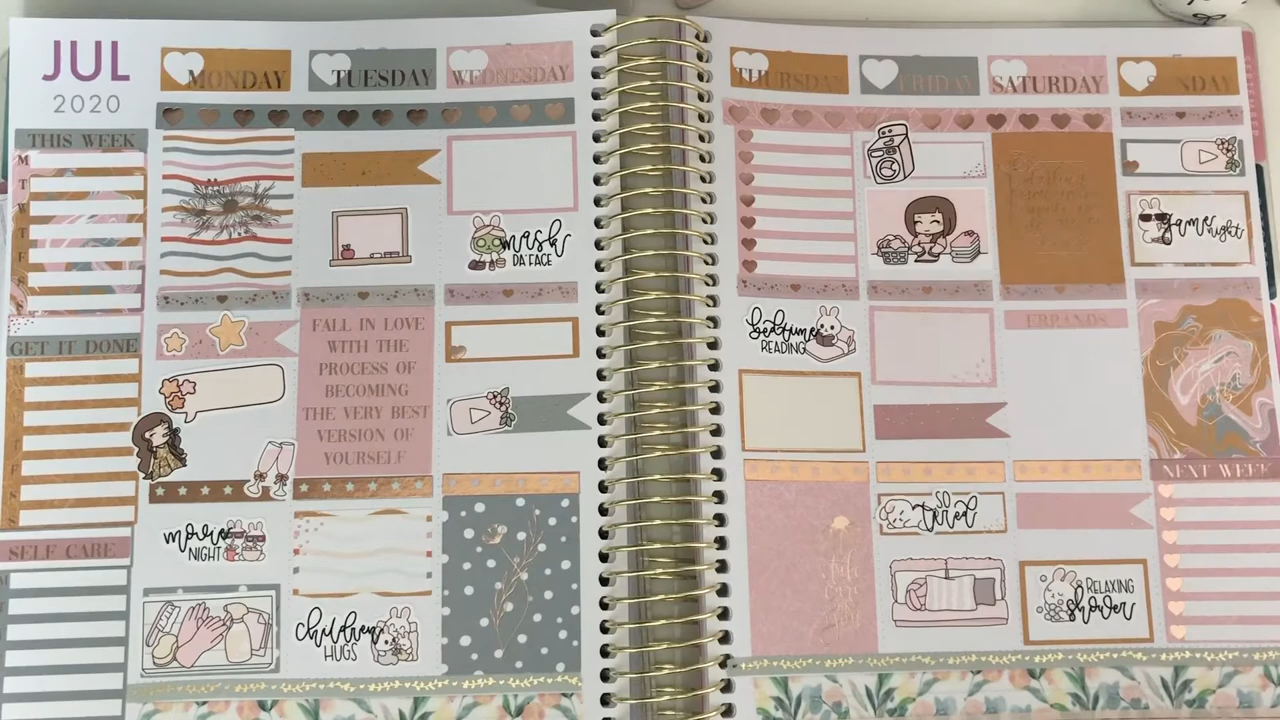 JUL
2020
MONDAY
TUESDAY
WEDNESDAY
THURSDAY
FRIDAY
SATURDAY
SUNDAY
THIS WEEK
M
T
W
T
F
S
GET IT DONE
SELF CARE
FALL IN LOVE
WITH THE
PROCESS OF
BECOMING
THE VERY BEST
VERSION OF
YOURSELF
movie
NIGHT
children
HUGS
mask
DA' FACE
bedtime
READING
so
tired
ERRANDS
RELAXING
shower
game night
NEXT WEEK